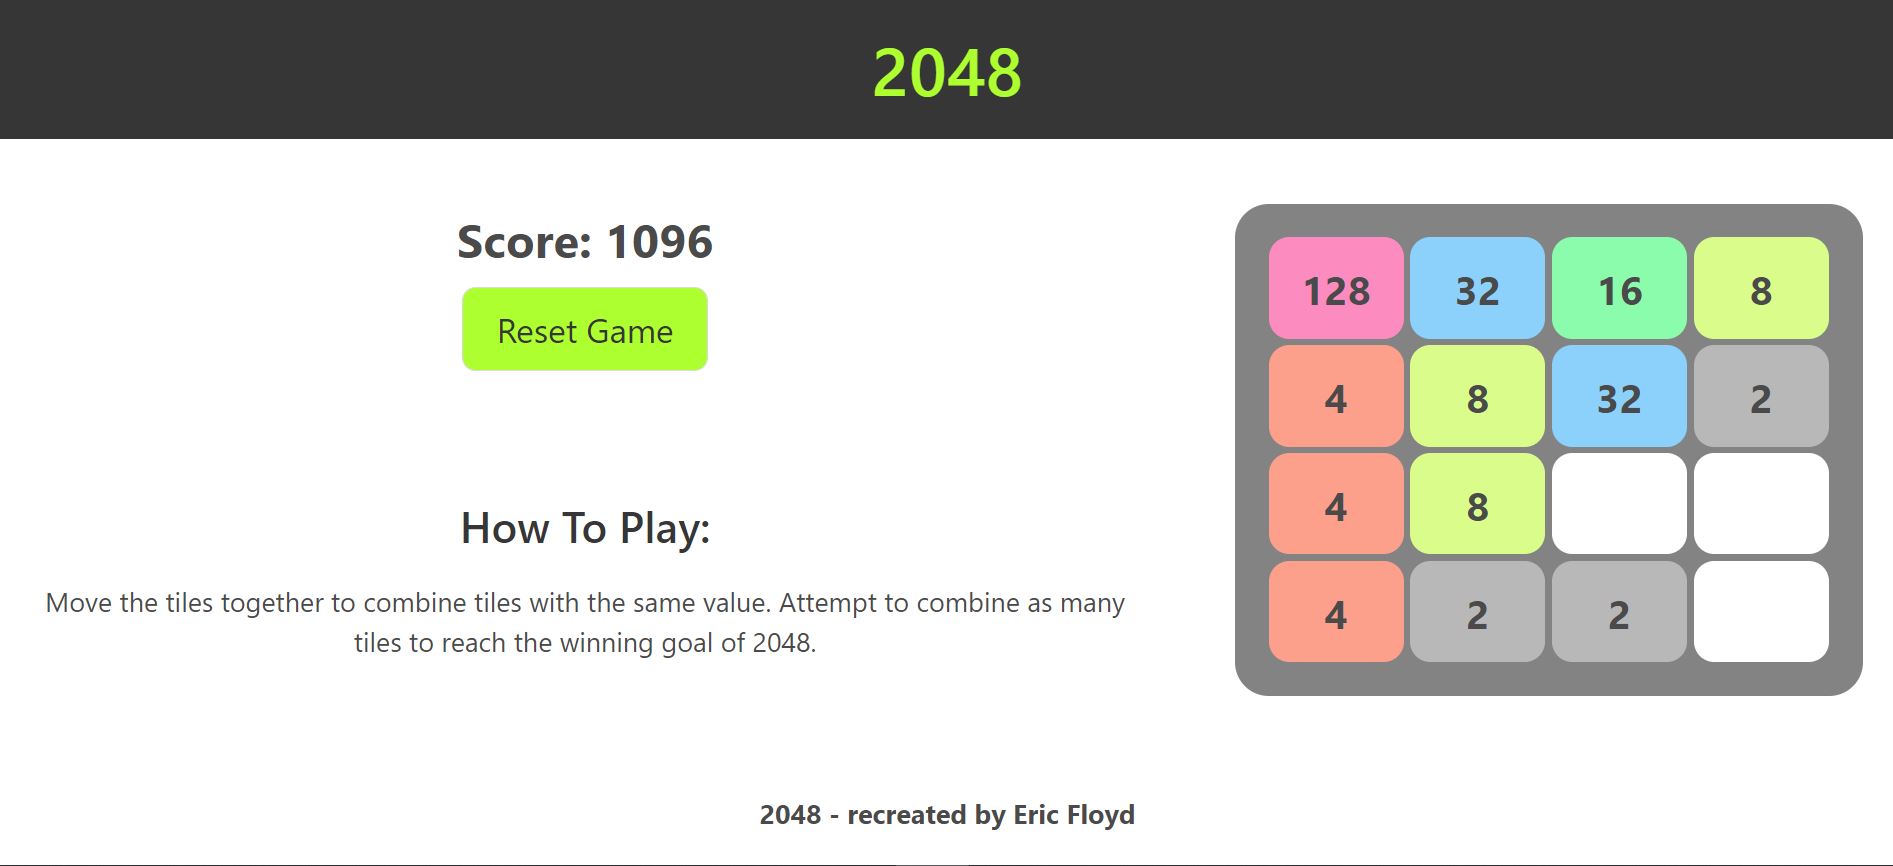 2048
Score: 1096
Reset Game
How To Play:
Move the tiles together to combine tiles with the same value. Attempt to combine as many
tiles to reach the winning goal of 2048.
128 32 16 8
4 8 32 2
4 8
4 2 2
2048 - recreated by Eric Floyd